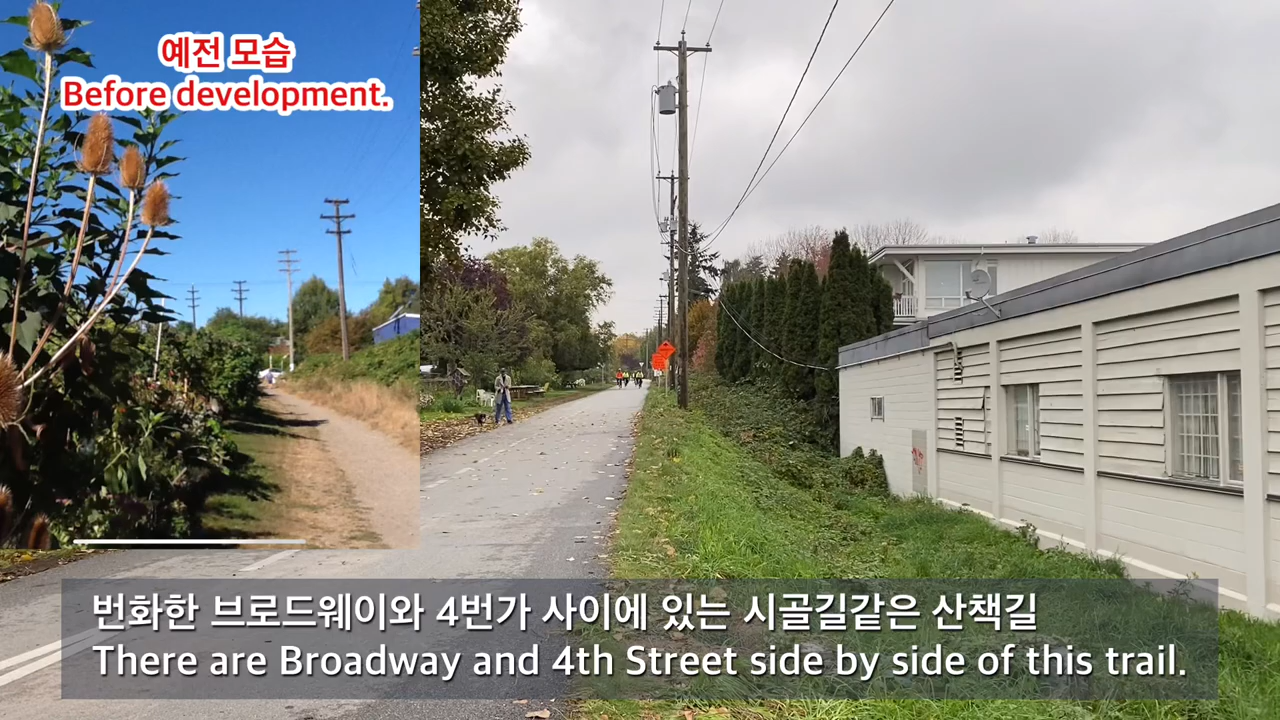 예전 모습
Before development.
번화한 브로드웨이와 4번가 사이에 있는 시골길같은 산책길
There are Broadway and 4th Street side by side of this trail.